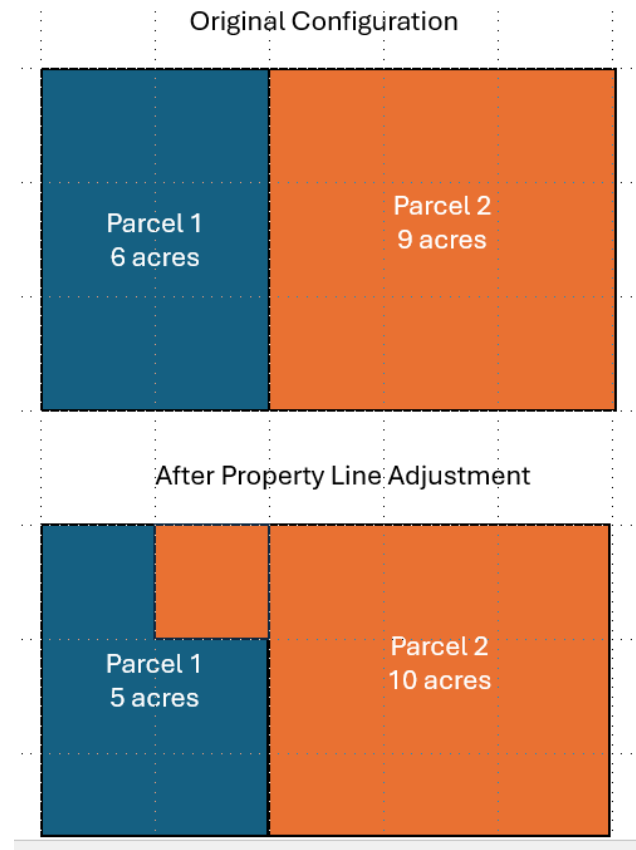 Original Configuration
Parcel 1
6 acres
Parcel 2
9 acres
After Property Line Adjustment
Parcel 1
5 acres
Parcel 2
10 acres